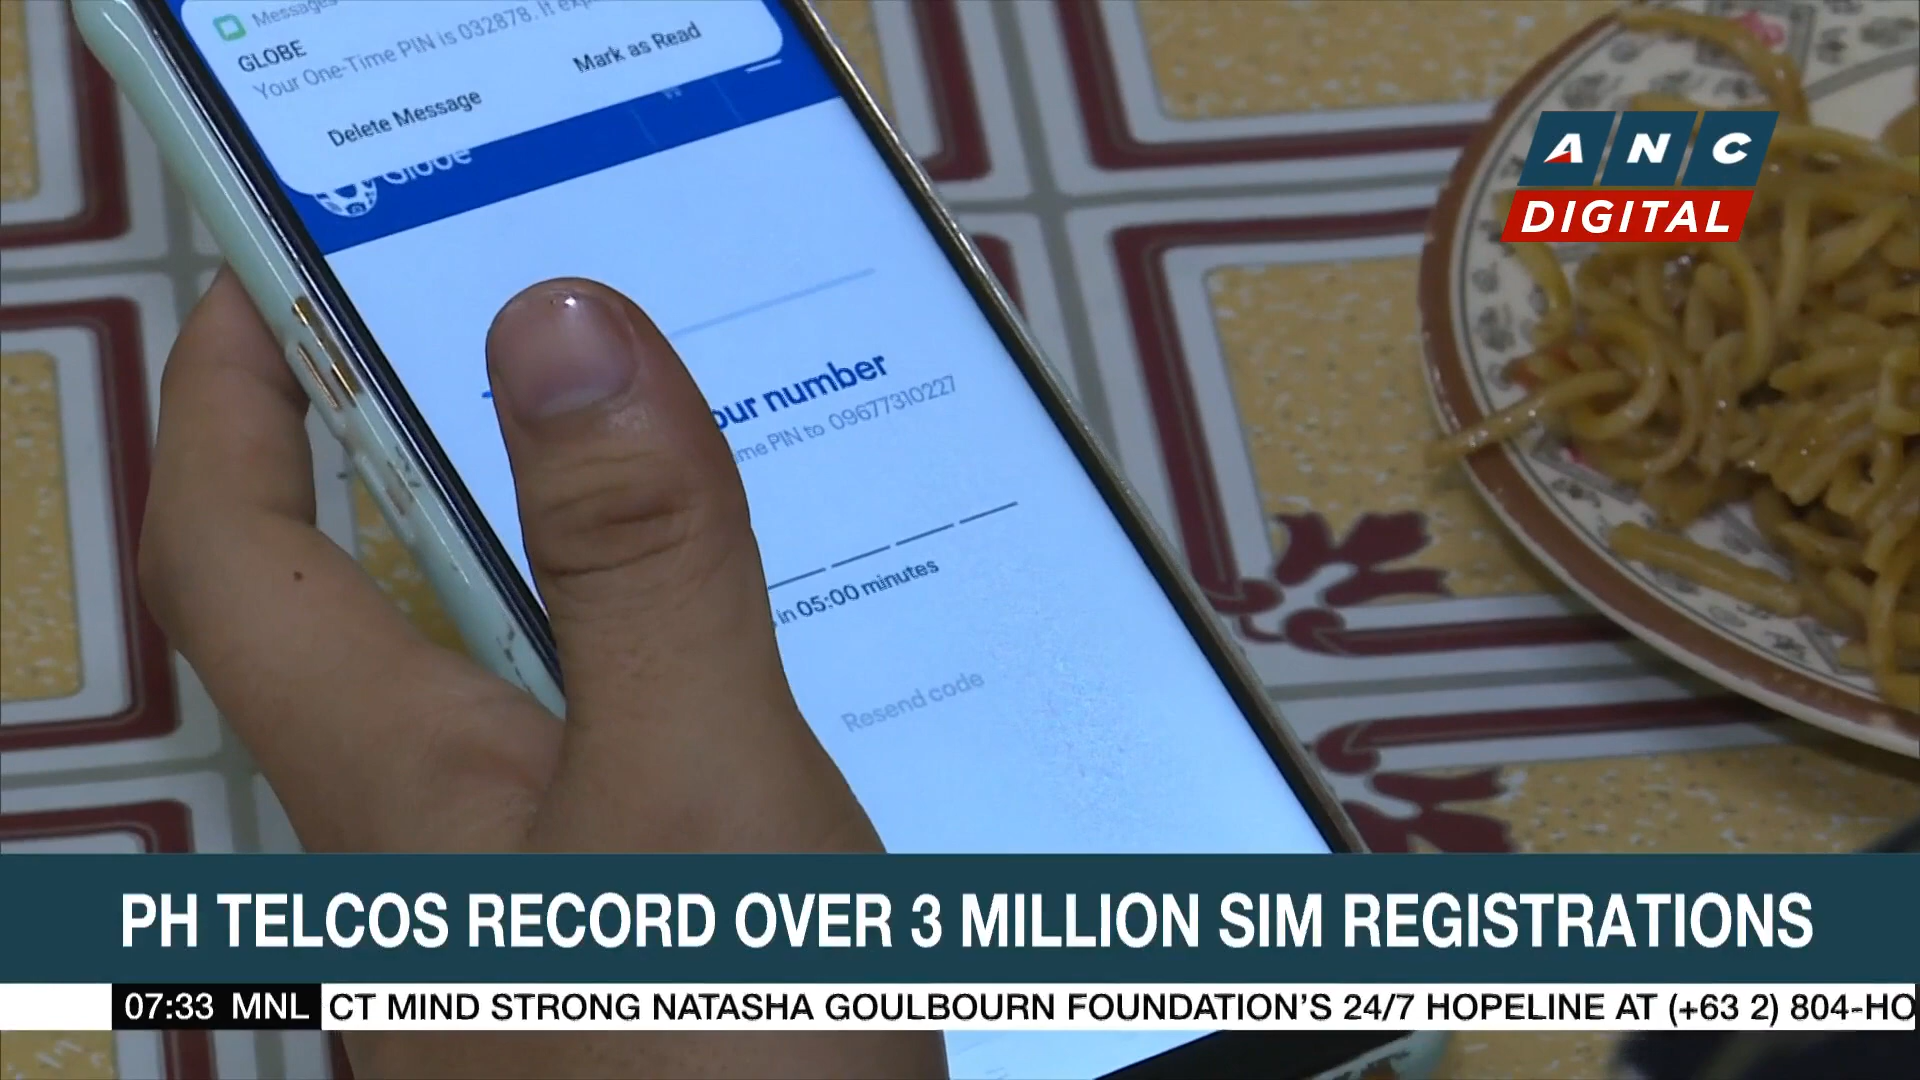 Messages
GLOBE
Your One-Time PIN is 032878. It
Delete Message
Mark as Read
Globe
A N C
DIGITAL
our number
me PIN to 09677310227
in 05:00 minutes
Resend code
PH TELCOS RECORD OVER 3 MILLION SIM REGISTRATIONS
07:33 MNL
CT MIND STRONG NATASHA GOULBOURN FOUNDATION'S 24/7 HOPELINE AT (+63 2) 804-HO